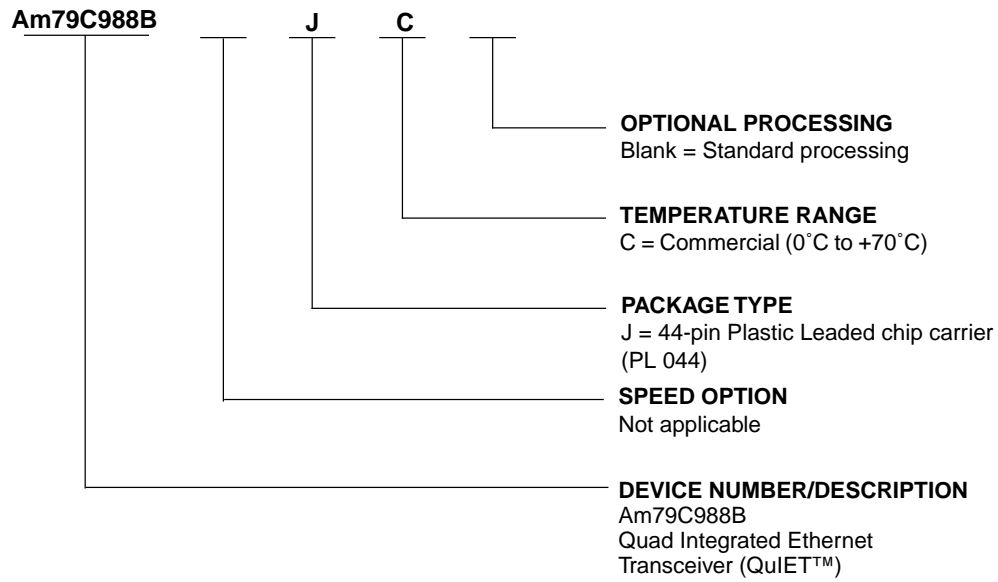 Am79C988B J C
OPTIONAL PROCESSING
Blank = Standard processing
TEMPERATURE RANGE
C = Commercial (0˚C to +70˚C)
PACKAGE TYPE
J = 44-pin Plastic Leaded chip carrier
(PL 044)
SPEED OPTION
Not applicable
DEVICE NUMBER/DESCRIPTION
Am79C988B
Quad Integrated Ethernet
Transceiver (QuIET™)